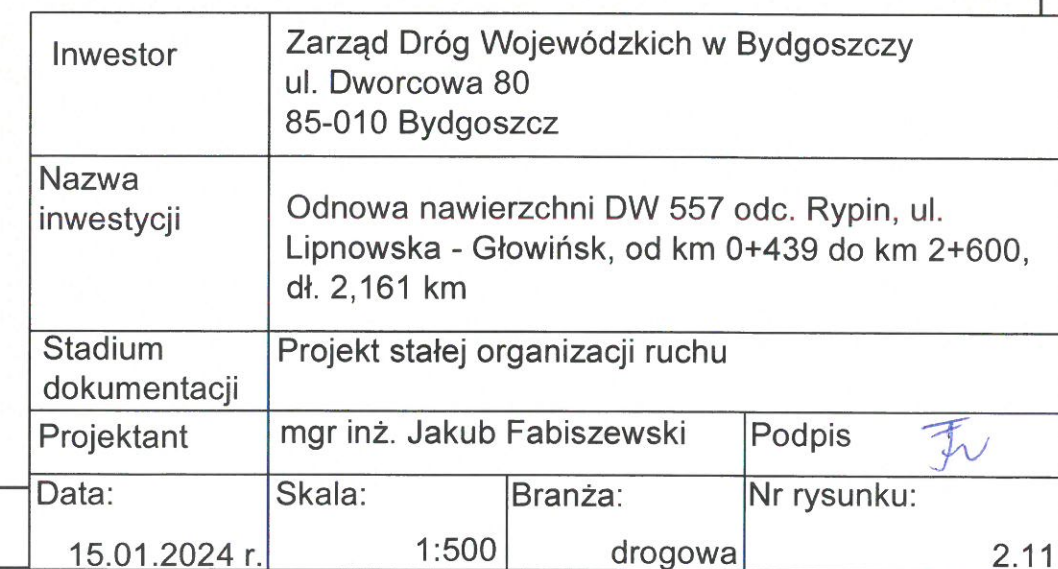 Inwestor
Zarząd Dróg Wojewódzkich w Bydgoszczy
ul. Dworcowa 80
85-010 Bydgoszcz
Nazwa
inwestycji
Odnowa nawierzchni DW 557 odc. Rypin, ul.
Lipnowska - Głowińsk, od km 0+439 do km 2+600,
dł. 2,161 km
Stadium
dokumentacji
Projekt stałej organizacji ruchu
Projektant
mgr inż. Jakub Fabiszewski
Podpis
Data:
15.01.2024 r.
Skala:
1:500
Branża:
drogowa
Nr rysunku:
2.11